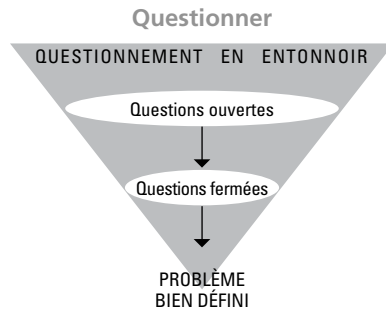 Questionner
QUESTIONNEMENT EN ENTONNOIR
Questions ouvertes
Questions fermées
PROBLÈME
BIEN DÉFINI